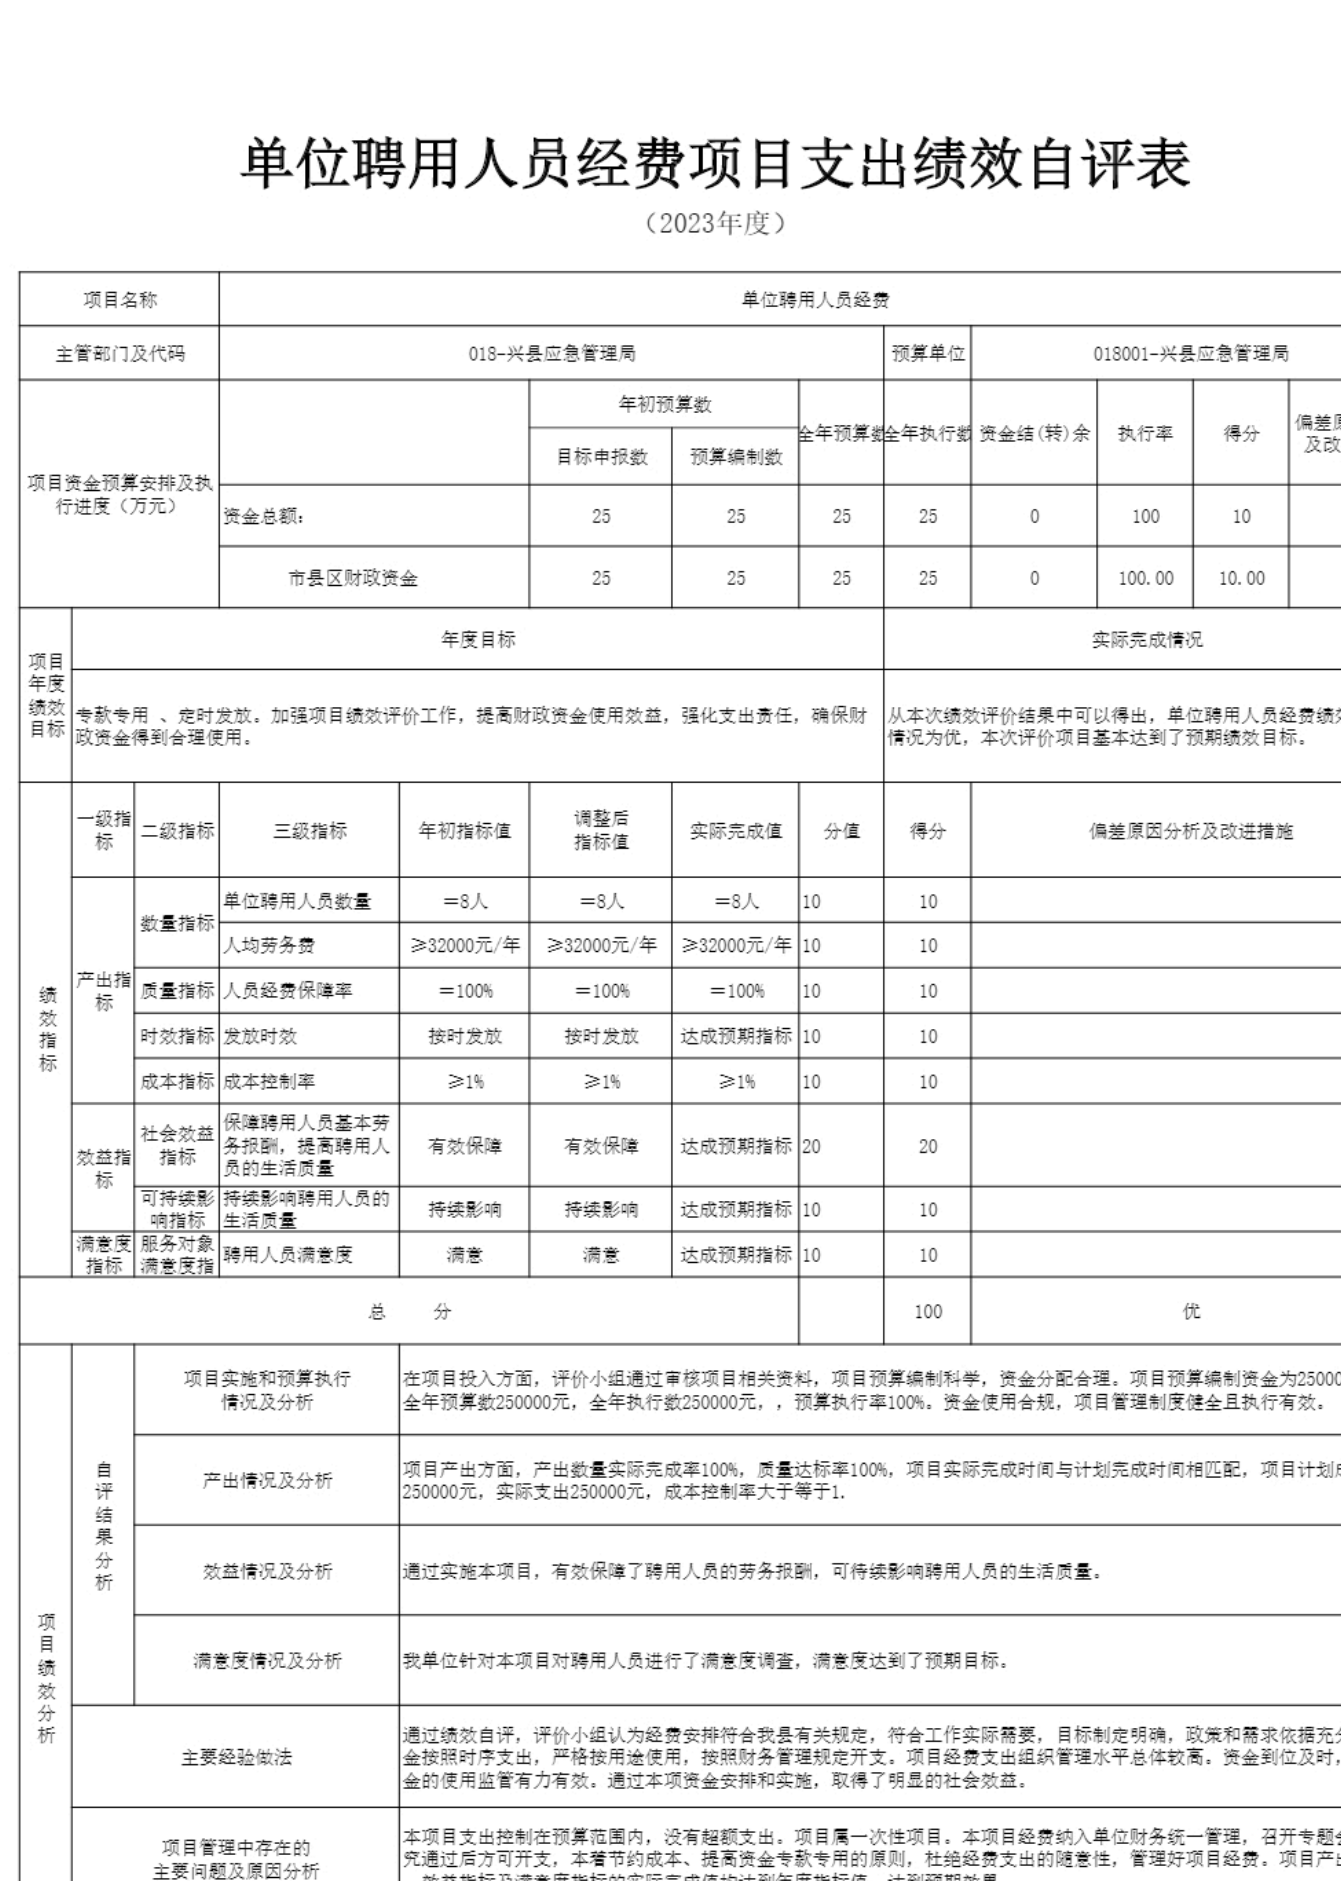 单位聘用人员经费项目支出绩效自评表
（2023年度）
项目名称
单位聘用人员经费
主管部门及代码
018-兴县应急管理局
预算单位
018001-兴县应急管理局
项目资金预算安排及执
行进度（万元）
年初预算数
目标申报数
预算编制数
全年预算数
全年执行数
资金结(转)余
执行率
得分
偏差原
及改
资金总额：
25
25
25
25
0
100
10
市县区财政资金
25
25
25
25
0
100.00
10.00
项目
年度
绩效
目标
年度目标
实际完成情况
专款专用 、定时发放。加强项目绩效评价工作，提高财政资金使用效益，强化支出责任，确保财
政资金得到合理使用。
从本次绩效评价结果中可以得出，单位聘用人员经费绩效
情况为优，本次评价项目基本达到了预期绩效目标。
绩
效
指
标
一级指
标
二级指标
三级指标
年初指标值
调整后
指标值
实际完成值
分值
得分
偏差原因分析及改进措施
产出指
标
数量指标
单位聘用人员数量
＝8人
＝8人
＝8人
10
10
人均劳务费
≥32000元/年
≥32000元/年
≥32000元/年
10
10
质量指标
人员经费保障率
＝100%
＝100%
＝100%
10
10
时效指标
发放时效
按时发放
按时发放
达成预期指标
10
10
成本指标
成本控制率
≥1%
≥1%
≥1%
10
10
效益指
标
社会效益
指标
保障聘用人员基本劳
务报酬，提高聘用人
员的生活质量
有效保障
有效保障
达成预期指标
20
20
可持续影
响指标
持续影响聘用人员的
生活质量
持续影响
持续影响
达成预期指标
10
10
满意度
指标
服务对象
满意度指
聘用人员满意度
满意
满意
达成预期指标
10
10
总 分
100
优
项
目
绩
效
分
析
自
评
结
果
分
析
项目实施和预算执行
情况及分析
在项目投入方面，评价小组通过审核项目相关资料，项目预算编制科学，资金分配合理。项目预算编制资金为25000
全年预算数250000元，全年执行数250000元，，预算执行率100%。资金使用合规，项目管理制度健全且执行有效。
产出情况及分析
项目产出方面，产出数量实际完成率100%，质量达标率100%，项目实际完成时间与计划完成时间相匹配，项目计划成
250000元，实际支出250000元，成本控制率大于等于1.
效益情况及分析
通过实施本项目，有效保障了聘用人员的劳务报酬，可待续影响聘用人员的生活质量。
满意度情况及分析
我单位针对本项目对聘用人员进行了满意度调查，满意度达到了预期目标。
主要经验做法
通过绩效自评，评价小组认为经费安排符合我县有关规定，符合工作实际需要，目标制定明确，政策和需求依据充分
金按照时序支出，严格按用途使用，按照财务管理规定开支。项目经费支出组织管理水平总体较高。资金到位及时，
金的使用监管有力有效。通过本项资金安排和实施，取得了明显的社会效益。
项目管理中存在的
主要问题及原因分析
本项目支出控制在预算范围内，没有超额支出。项目属一次性项目。本项目经费纳入单位财务统一管理，召开专题会
究通过后方可开支，本着节约成本、提高资金专款专用的原则，杜绝经费支出的随意性，管理好项目经费。项目产出
、效益指标及满意度指标的实际完成值均达到年度指标值，达到预期效果